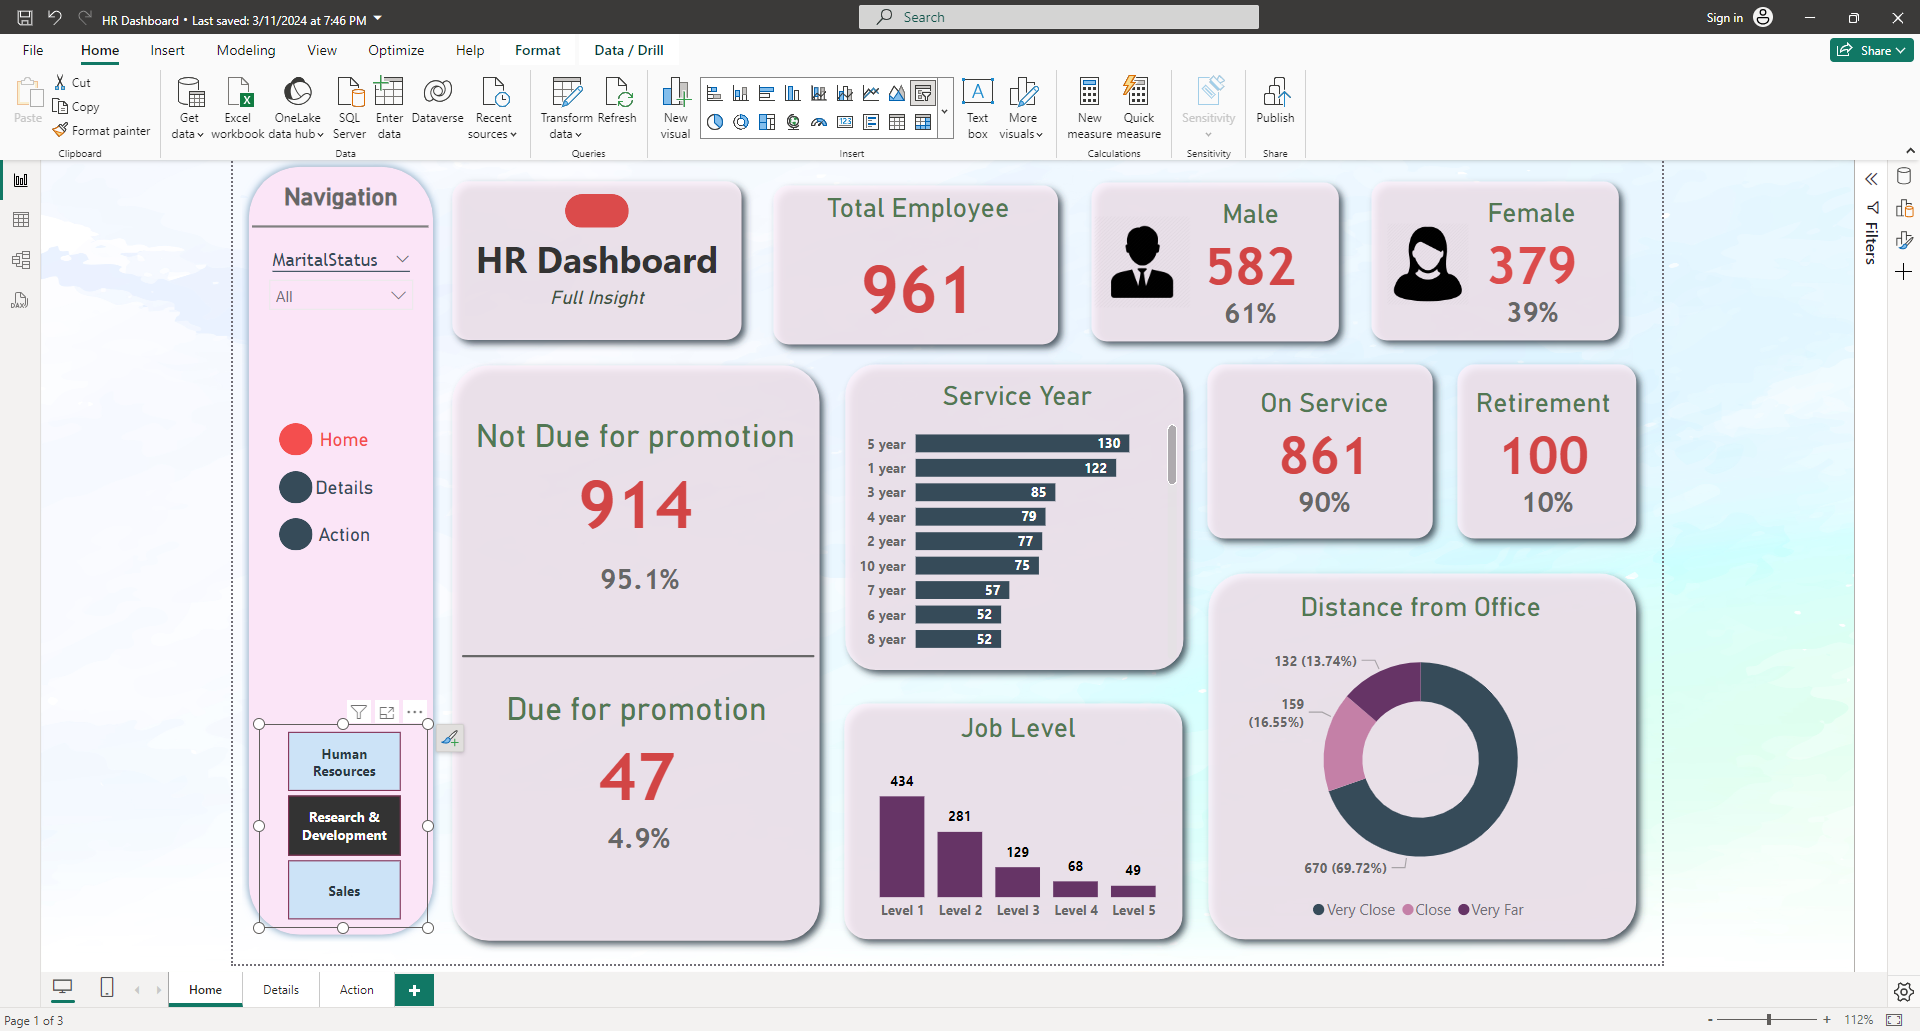 HR Dashboard • Last saved: 3/11/2024 at 7:46 PM
Search
Sign in
File
Home
Insert
Modeling
View
Optimize
Help
Format
Data / Drill
Share
Paste
Cut
Copy
Format painter
Clipboard
Get data
Excel workbook
OneLake data hub
SQL Server
Enter data
Dataverse
Recent sources
Data
Transform data
Refresh
Queries
New visual
Text box
More visuals
Insert
New measure
Quick measure
Calculations
Sensitivity
Sensitivity
Publish
Share
Navigation
MaritalStatus
All
Home
Details
Action
Human
Resources
Research &
Development
Sales
HR Dashboard
Full Insight
Total Employee
961
Male
582
61%
Female
379
39%
Not Due for promotion
914
95.1%
Due for promotion
47
4.9%
Service Year
5 year 130
1 year 122
3 year 85
4 year 79
2 year 77
10 year 75
7 year 57
6 year 52
8 year 52
On Service
861
90%
Retirement
100
10%
Job Level
434
281
129
68
49
Level 1 Level 2 Level 3 Level 4 Level 5
Distance from Office
132 (13.74%)
159
(16.55%)
670 (69.72%)
Very Close Close Very Far
Filters
Home
Details
Action
Page 1 of 3
112%